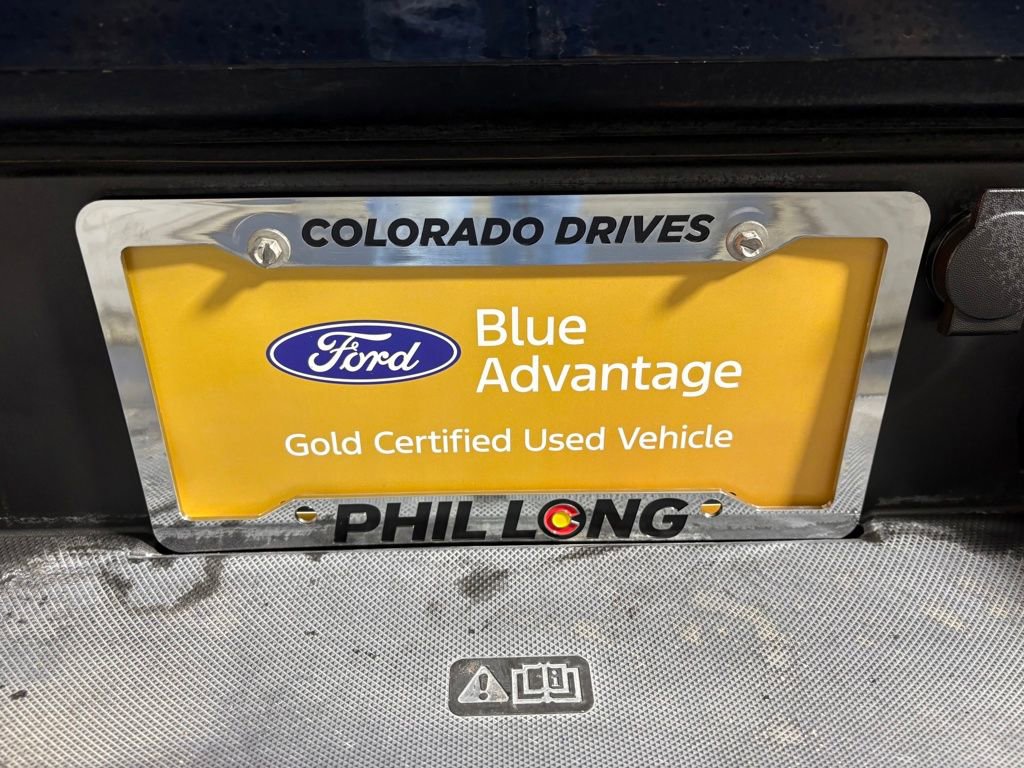 COLORADO DRIVES
Ford
Blue
Advantage
Gold Certified Used Vehicle
PHIL LONG